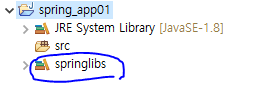 spring_app01
JRE System Library [JavaSE-1.8]
src
springlibs